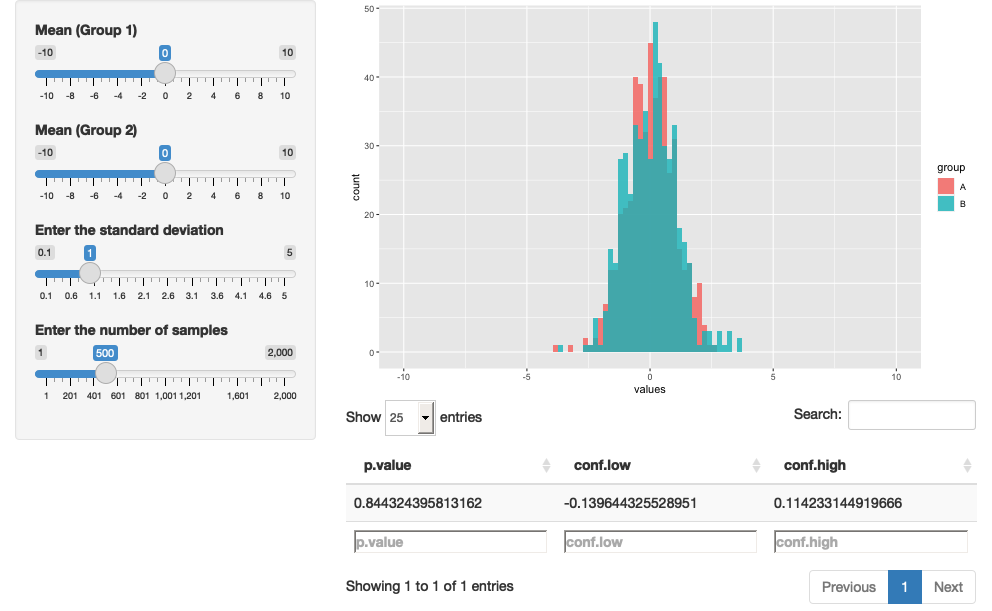 Mean (Group 1)
-10 0 10
-10 -8 -6 -4 -2 0 2 4 6 8 10
Mean (Group 2)
-10 0 10
-10 -8 -6 -4 -2 0 2 4 6 8 10
Enter the standard deviation
0.1 1 5
0.1 0.6 1.1 1.6 2.1 2.6 3.1 3.6 4.1 4.6 5
Enter the number of samples
1 500 2,000
1 201 401 601 801 1,001 1,201 1,601 2,000
50
40
30
20
10
0
count
-10 -5 0 5 10
values
group
A
B
Show 25 entries
Search:
p.value conf.low conf.high
0.844324395813162 -0.139644325528951 0.114233144919666
p.value conf.low conf.high
Showing 1 to 1 of 1 entries
Previous 1 Next